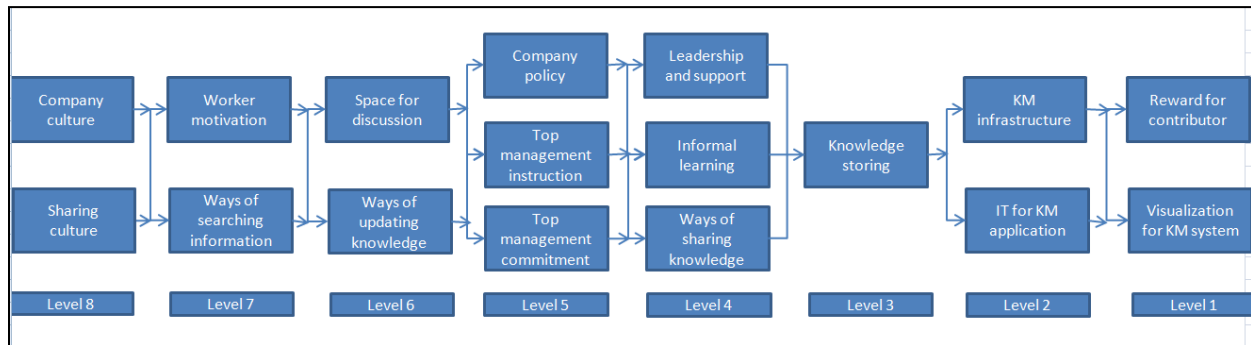 Company
culture
Sharing
culture
Level 8
Worker
motivation
Ways of
searching
information
Level 7
Space for
discussion
Ways of
updating
knowledge
Level 6
Company
policy
Top
management
instruction
Top
management
commitment
Level 5
Leadership
and support
Informal
learning
Ways of
sharing
knowledge
Level 4
Knowledge
storing
Level 3
KM
infrastructure
IT for KM
application
Level 2
Reward for
contributor
Visualization
for KM system
Level 1